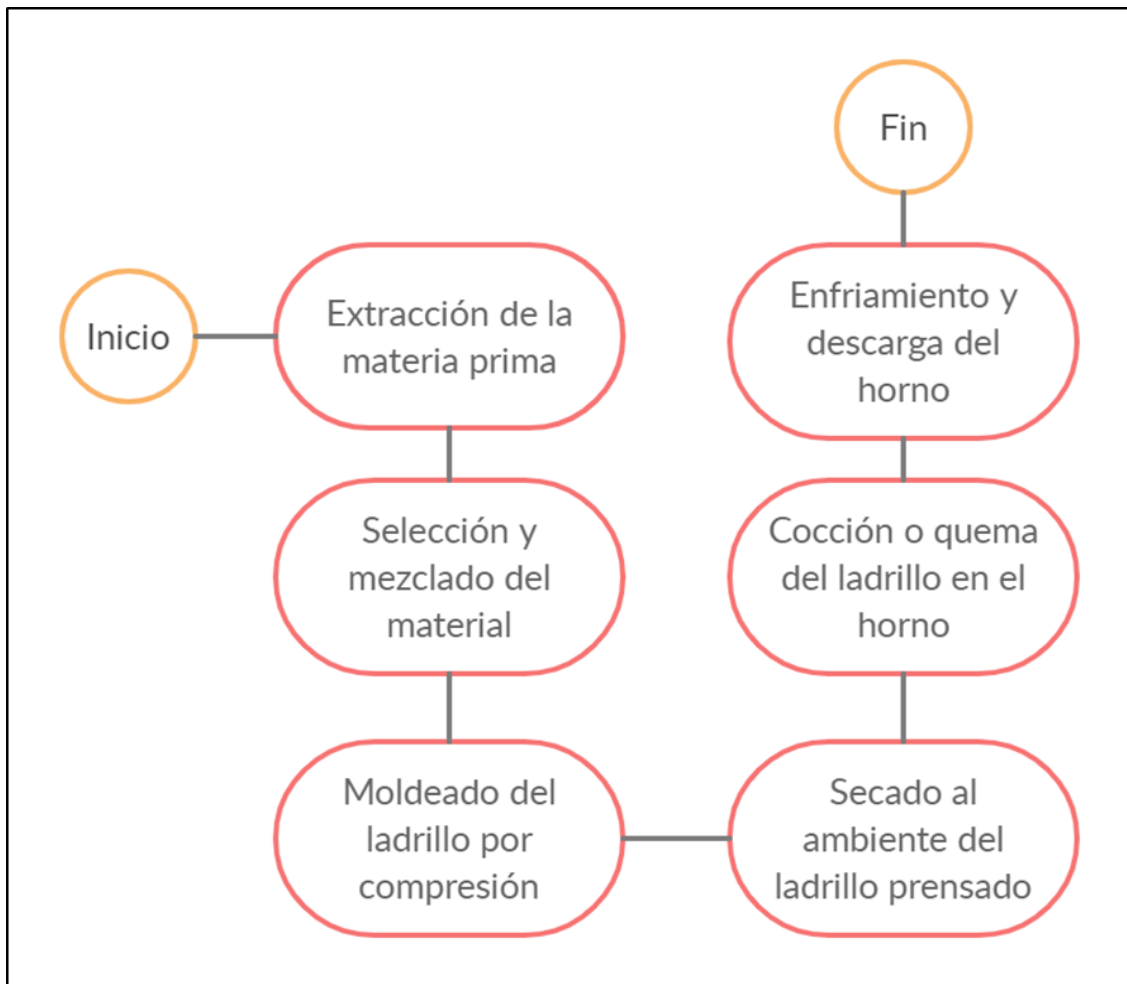 Inicio
Extracción de la
materia prima
Selección y
mezclado del
material
Moldeado del
ladrillo por
compresión
Secado al
ambiente del
ladrillo prensado
Cocción o quema
del ladrillo en el
horno
Enfriamiento y
descarga del
horno
Fin